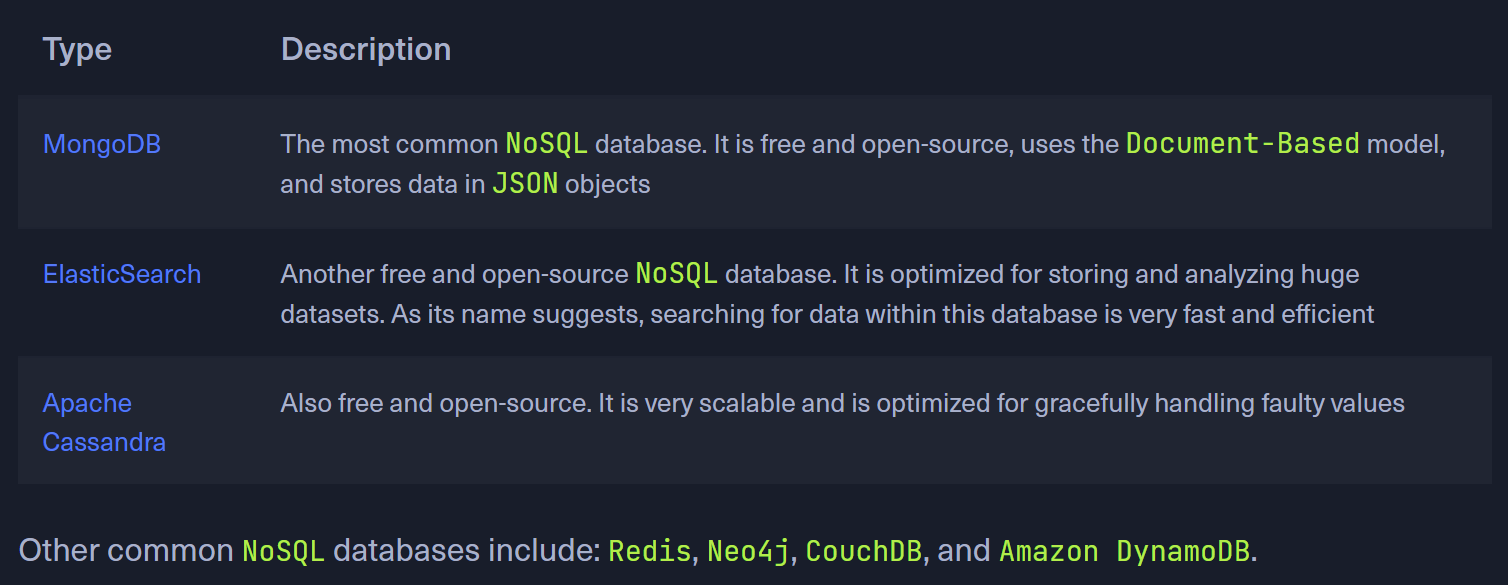 Type Description
MongoDB The most common NoSQL database. It is free and open-source, uses the Document-Based model,
and stores data in JSON objects
ElasticSearch Another free and open-source NoSQL database. It is optimized for storing and analyzing huge
datasets. As its name suggests, searching for data within this database is very fast and efficient
Apache Also free and open-source. It is very scalable and is optimized for gracefully handling faulty values
Cassandra
Other common NoSQL databases include: Redis, Neo4j, CouchDB, and Amazon DynamoDB.